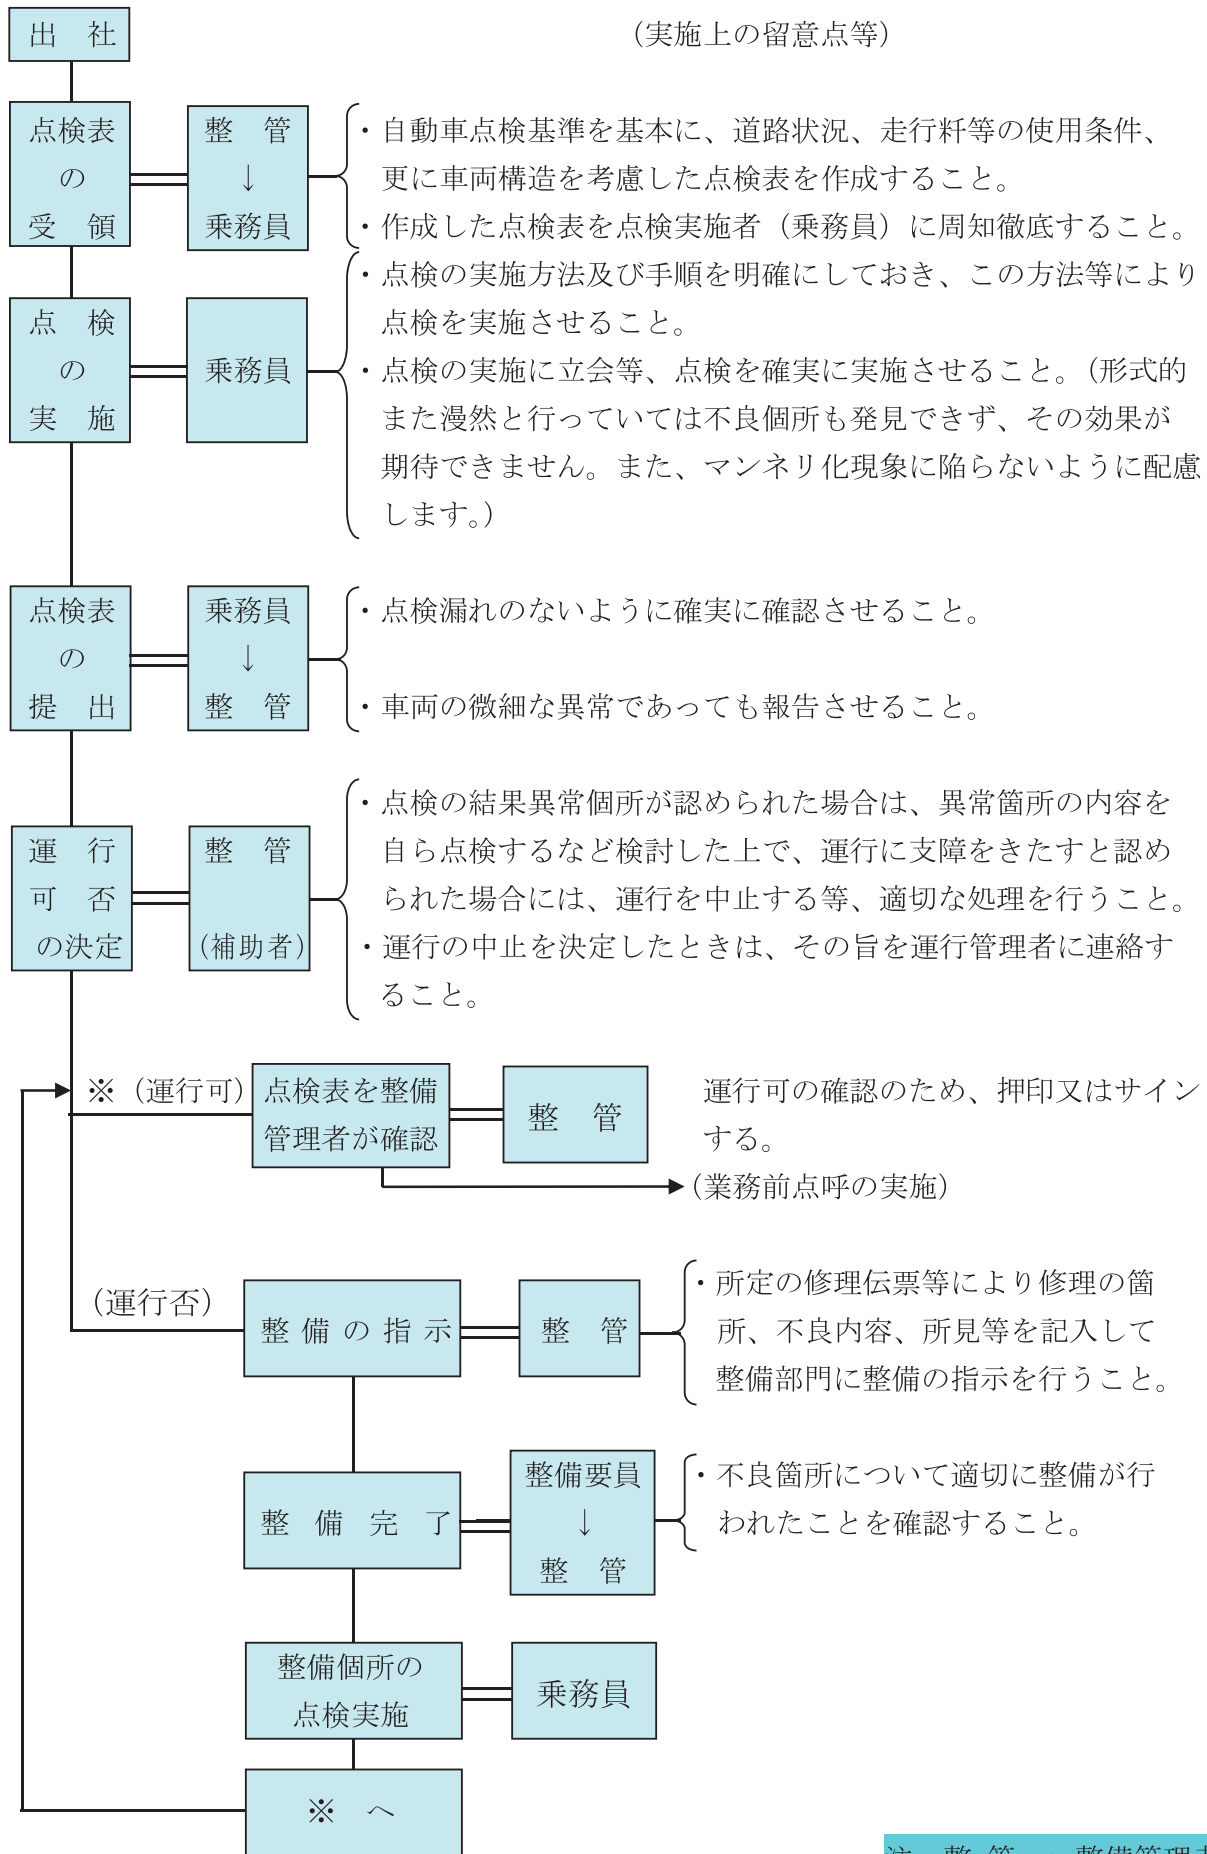 出　社
（実施上の留意点等）
点検表
の
受　領
整　管
↓
乗務員
・自動車点検基準を基本に、道路状況、走行粁等の使用条件、
更に車両構造を考慮した点検表を作成すること。
・作成した点検表を点検実施者（乗務員）に周知徹底すること。
点　検
の
実　施
乗務員
・点検の実施方法及び手順を明確にしておき、この方法等により
点検を実施させること。
・点検の実施に立会等、点検を確実に実施させること。（形式的
また漫然と行っていては不良個所も発見できず、その効果が
期待できません。また、マンネリ化現象に陥らないように配慮
します。）
点検表
の
提　出
乗務員
↓
整　管
・点検漏れのないように確実に確認させること。
・車両の微細な異常であっても報告させること。
運　行
可　否
の決定
整　管
（補助者）
・点検の結果異常個所が認められた場合は、異常箇所の内容を
自ら点検するなど検討した上で、運行に支障をきたすと認め
られた場合には、運行を中止する等、適切な処理を行うこと。
・運行の中止を決定したときは、その旨を運行管理者に連絡す
ること。
※（運行可）
点検表を整備
管理者が確認
整　管
運行可の確認のため、押印又はサイン
する。
（業務前点呼の実施）
（運行否）
整備の指示
整　管
・所定の修理伝票等により修理の箇
所、不良内容、所見等を記入して
整備部門に整備の指示を行うこと。
整　備　完　了
整備要員
↓
整　管
・不良箇所について適切に整備が行
われたことを確認すること。
整備個所の
点検実施
乗務員
※　へ